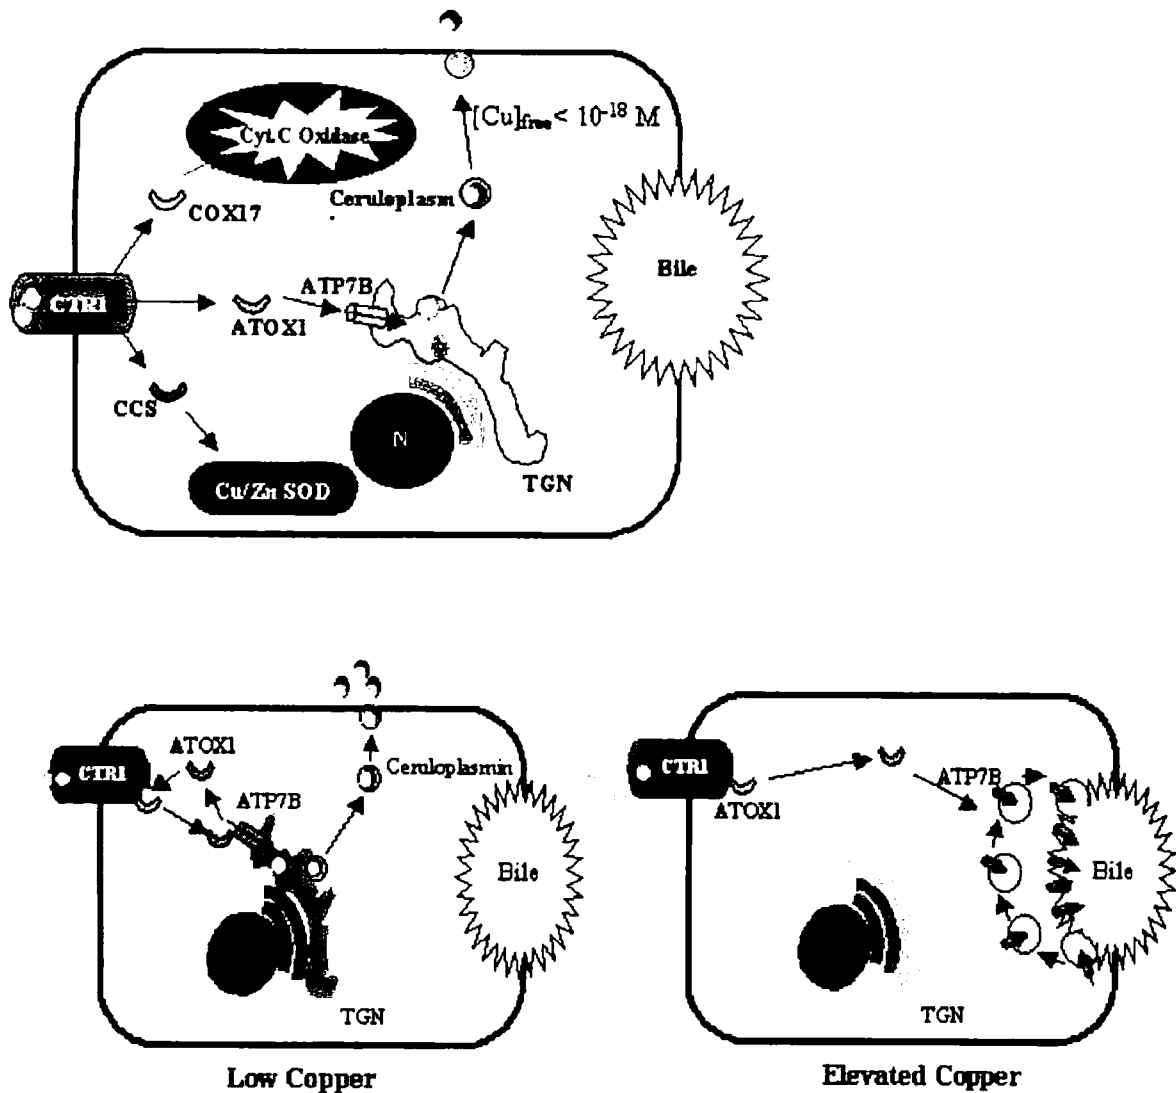 [Cu]free < 10-18 M
Cyt.C Oxidase
Ceruloplasm
COX17
Bile
CTR1
ATP7B
ATOX1
CCS
N
TGN
Cu/Zn SOD
ATOX1
CTR1
Ceruloplasmin
ATP7B
Bile
TGN
Low Copper
CTR1
ATOX1
ATP7B
Bile
TGN
Elevated Copper